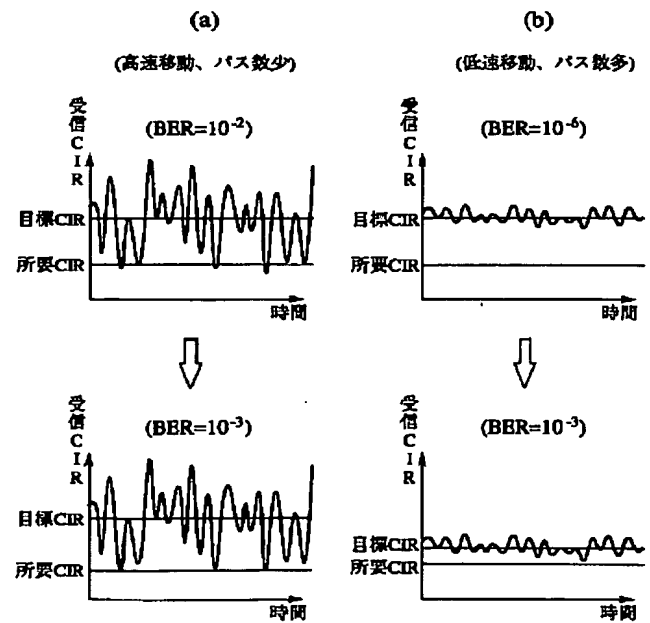 (a)
(高速移動、パス数少)
(BER=10⁻²)
受信CIR
目標CIR
所要CIR
時間
(b)
(低速移動、パス数多)
(BER=10⁻⁶)
受信CIR
目標CIR
所要CIR
時間
(BER=10⁻³)
受信CIR
目標CIR
所要CIR
時間
(BER=10⁻³)
受信CIR
目標CIR
所要CIR
時間